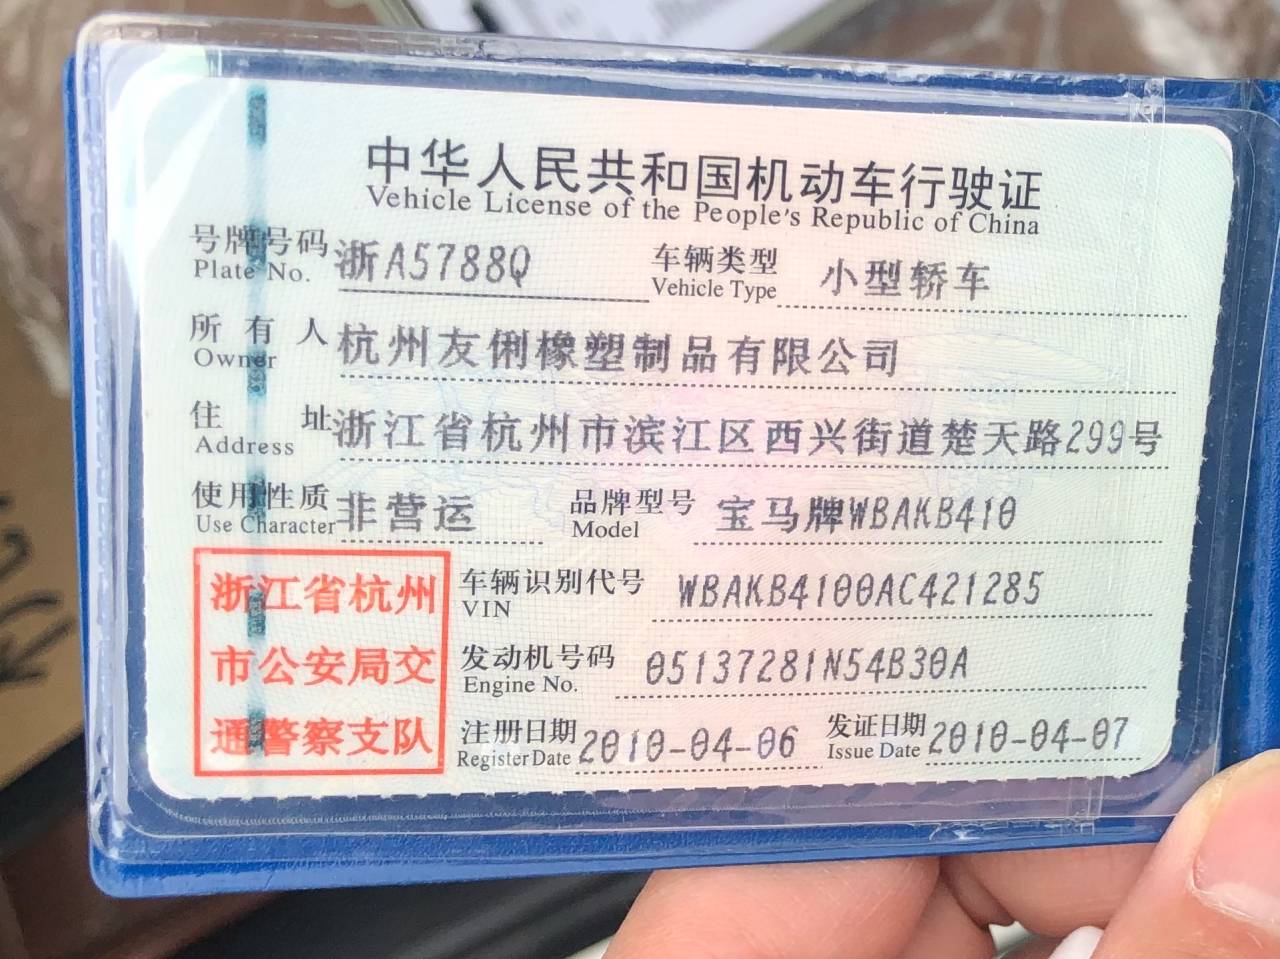 中华人民共和国机动车行驶证
Vehicle License of the People's Republic of China
号牌号码 浙A5788Q 车辆类型 小型轿车
Plate No. Vehicle Type
所有人 杭州友俐橡塑制品有限公司
Owner
住址 浙江省杭州市滨江区西兴街道楚天路299号
Address
使用性质 非营运 品牌型号 宝马牌WBAKB410
Use Character Model
浙江省杭州
市公安局交
通警察支队
车辆识别代号 WBAKB4100AC421285
VIN
发动机号码 05137281N54B30A
Engine No.
注册日期 2010-04-06 发证日期 2010-04-07
Register Date Issue Date